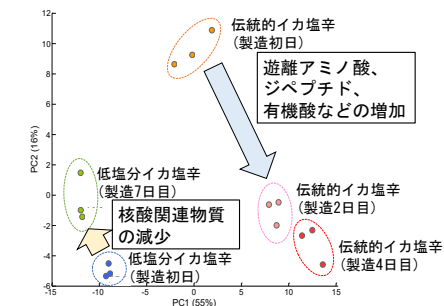 12
10
8
6
4
2
0
-2
-4
-6
PC2 (16%)
伝統的イカ塩辛
(製造初日)
遊離アミノ酸、
ジペプチド、
有機酸などの増加
低塩分イカ塩辛
(製造7日目)
核酸関連物質
の減少
伝統的イカ塩辛
(製造2日目)
伝統的イカ塩辛
(製造4日目)
低塩分イカ塩辛
(製造初日)
-15
-10
-5
0
5
10
15
PC1 (55%)